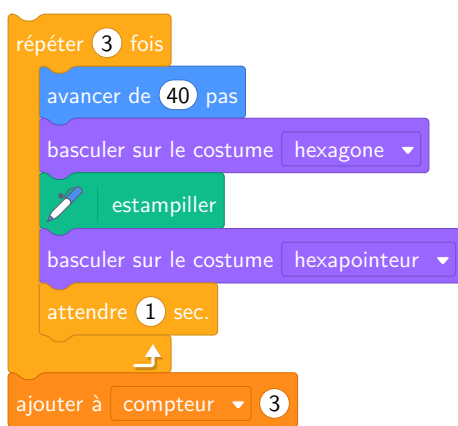 répéter 3 fois
avancer de 40 pas
basculer sur le costume hexagone
estampiller
basculer sur le costume hexapointeur
attendre 1 sec.
ajouter à compteur 3